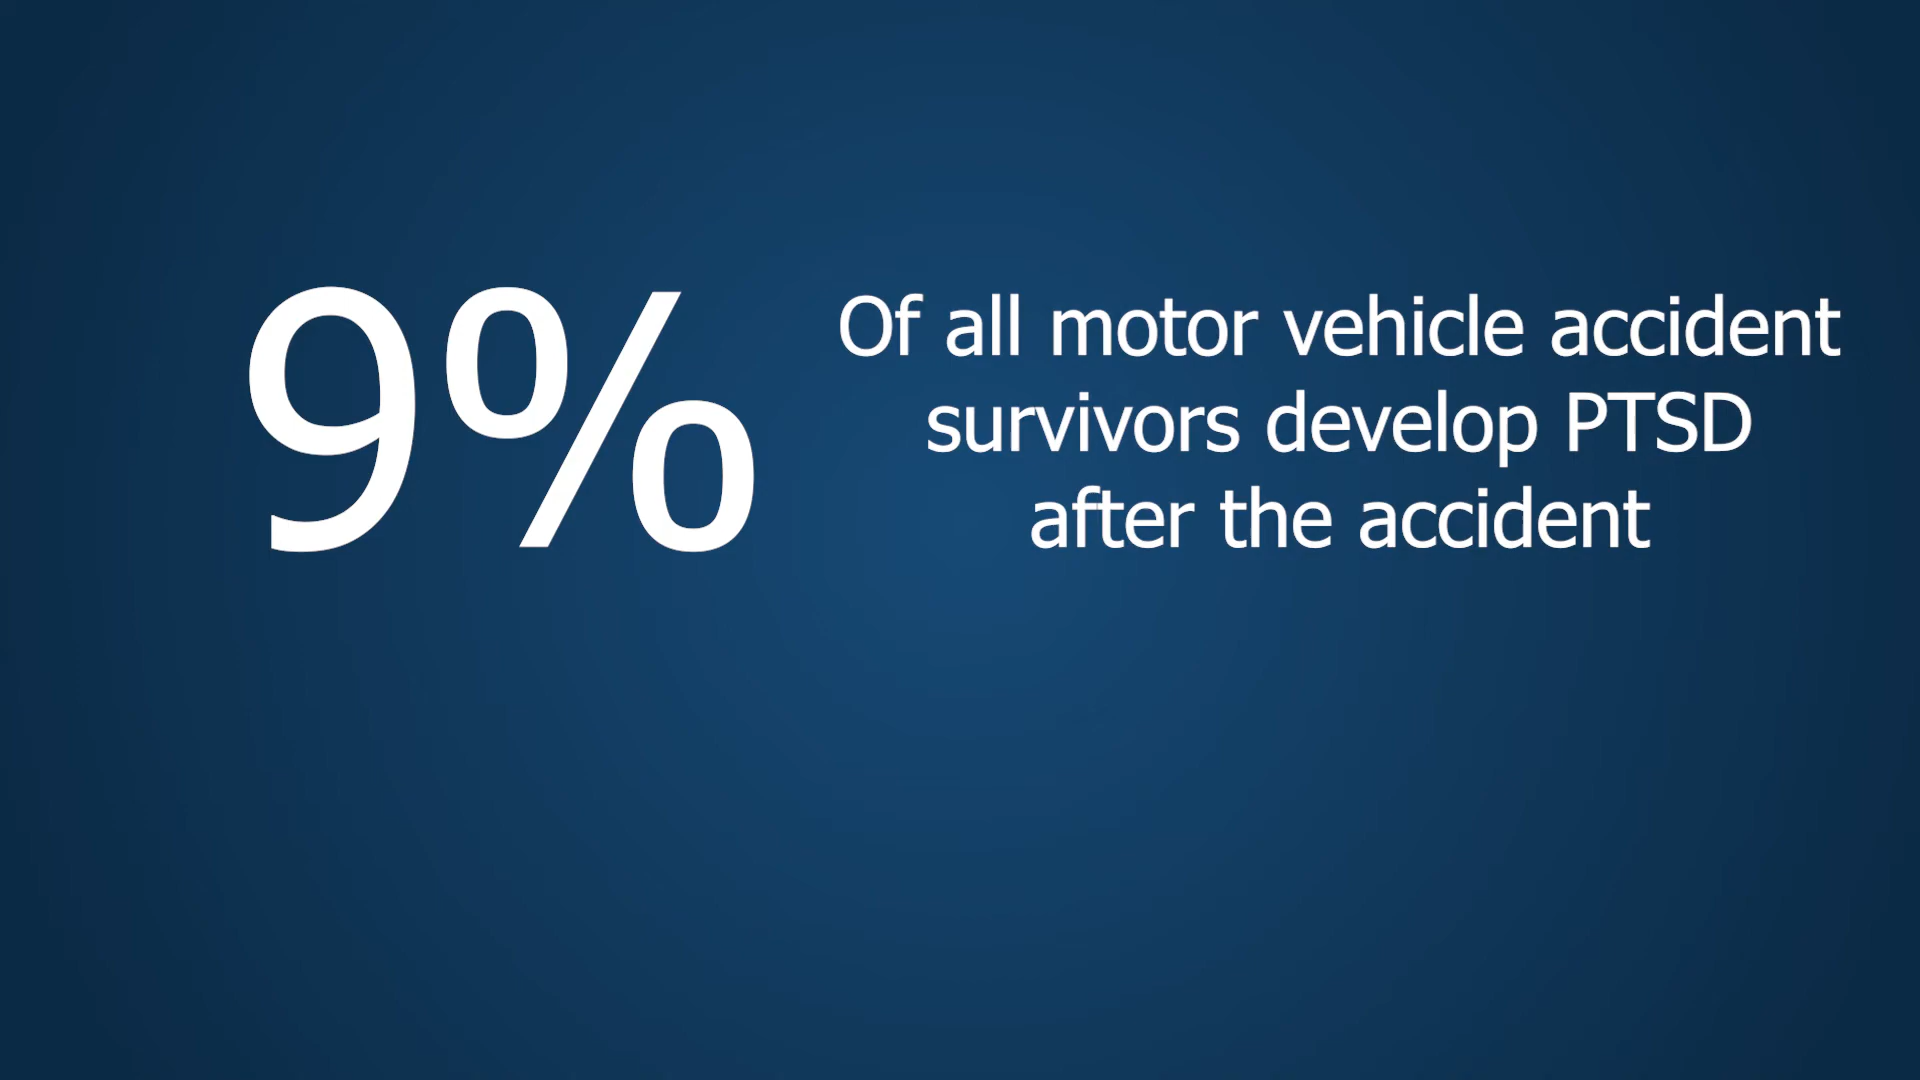 9%
Of all motor vehicle accident
survivors develop PTSD
after the accident